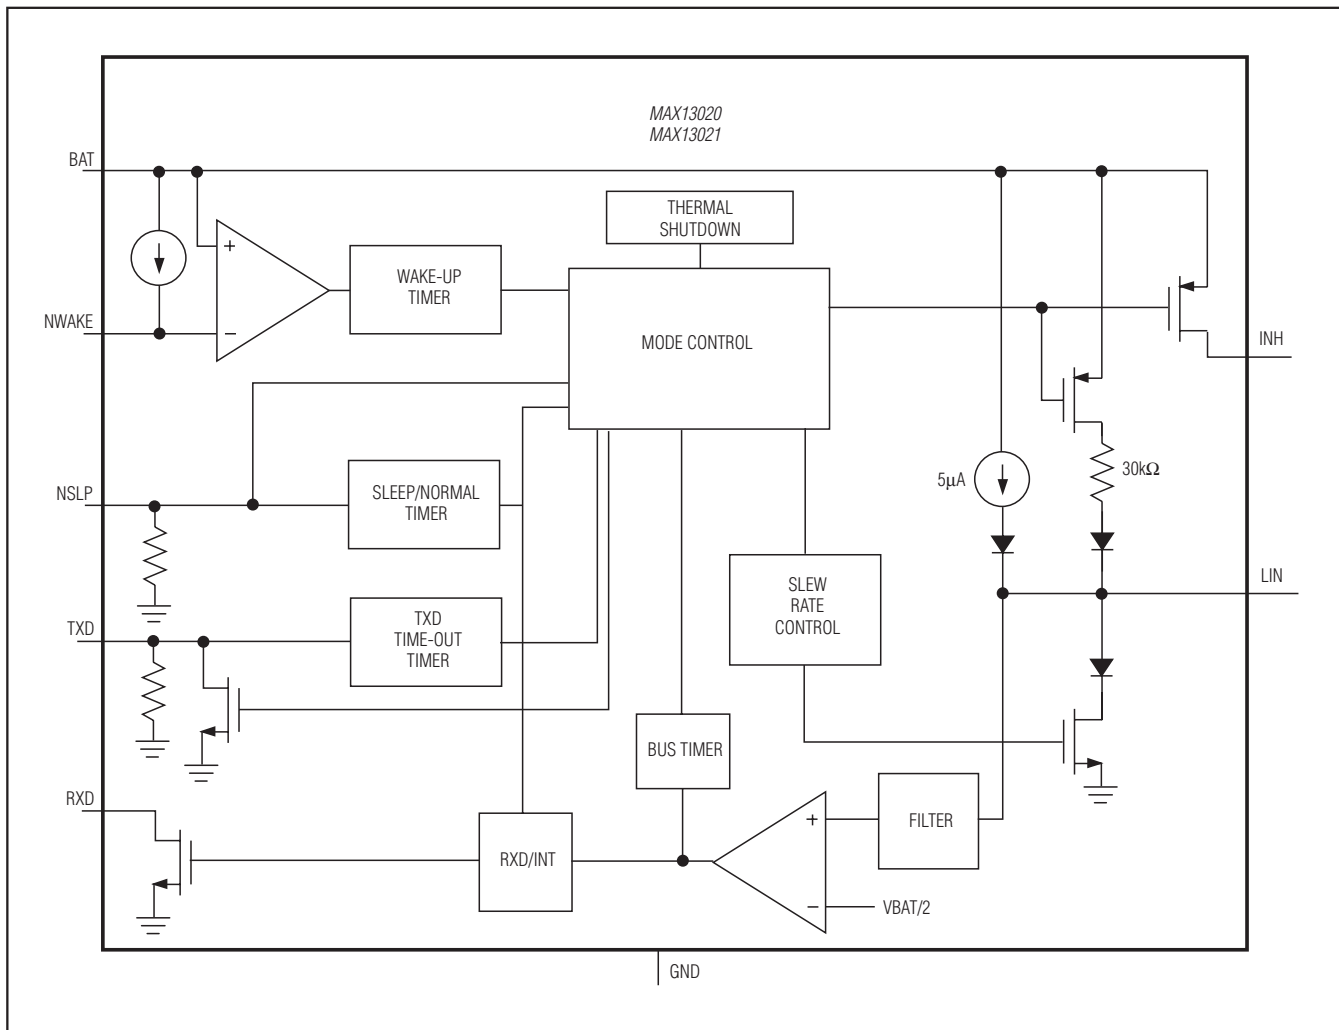 MAX13020
MAX13021
BAT
THERMAL
SHUTDOWN
+
WAKE-UP
TIMER
NWAKE
−
MODE CONTROL
INH
NSLP
SLEEP/NORMAL
TIMER
5µA
30kΩ
SLEW
RATE
CONTROL
LIN
TXD
TXD
TIME-OUT
TIMER
BUS TIMER
RXD
RXD/INT
+
FILTER
−
VBAT/2
GND